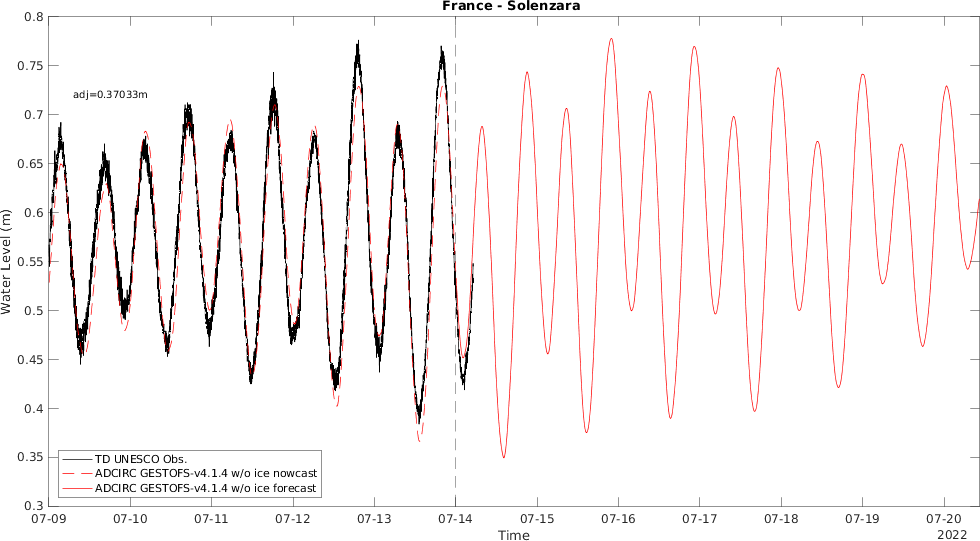 France - Solenzara
0.8
0.75
0.7
0.65
0.6
0.55
0.5
0.45
0.4
0.35
0.3
Water Level (m)
adj=0.37033m
TD UNESCO Obs.
ADCIRC GESTOFS-v4.1.4 w/o ice nowcast
ADCIRC GESTOFS-v4.1.4 w/o ice forecast
07-09 07-10 07-11 07-12 07-13 07-14 07-15 07-16 07-17 07-18 07-19 07-20
Time
2022